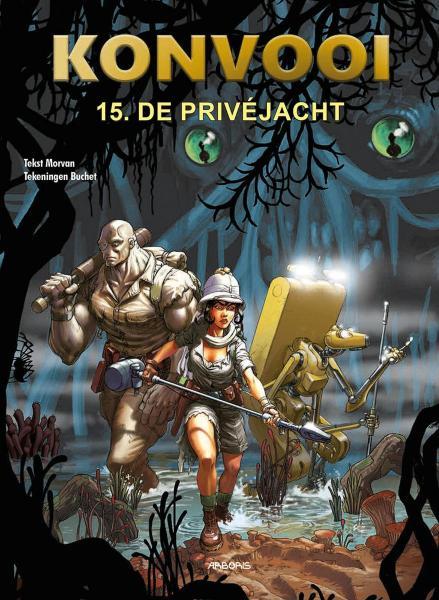 KONVOOI
15. DE PRIVÉJACHT
Tekst Morvan
Tekeningen Buchet
ARBORIS